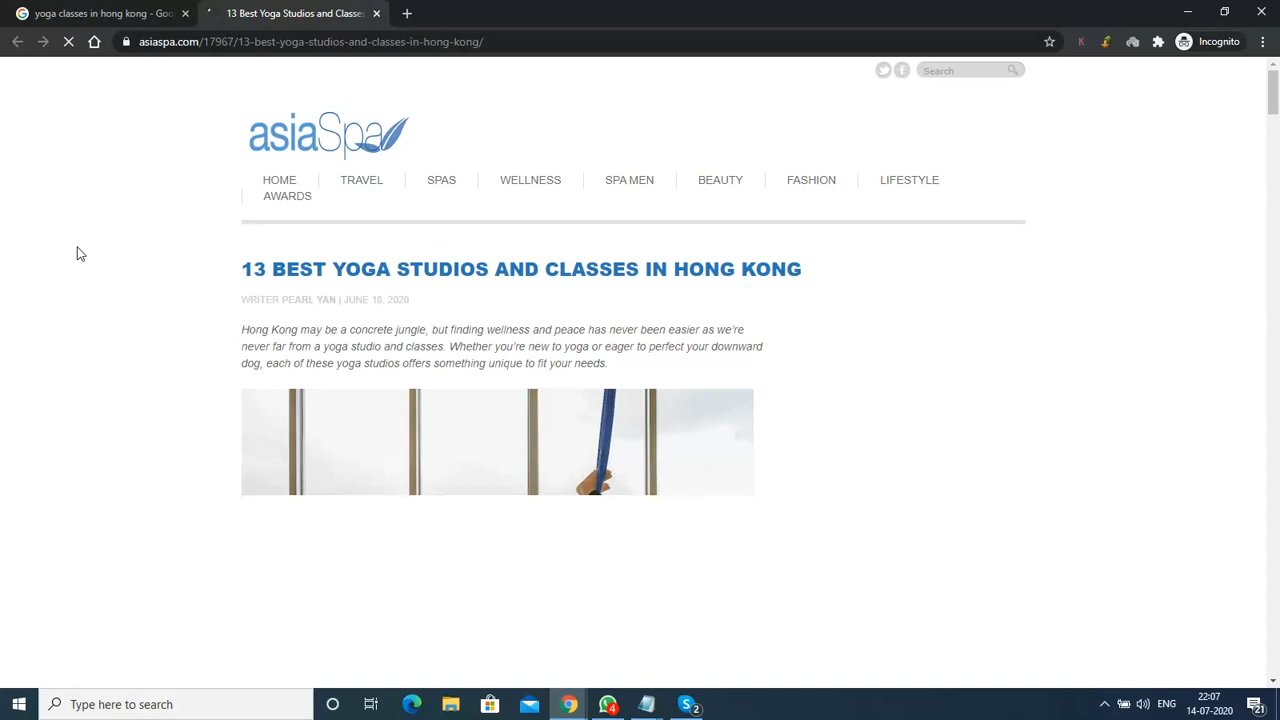 yoga classes in hong kong - Goo
13 Best Yoga Studios and Classes
asiaspa.com/17967/13-best-yoga-studios-and-classes-in-hong-kong/
Incognito
Search
asiaSpa
HOME
TRAVEL
SPAS
WELLNESS
SPA MEN
BEAUTY
FASHION
LIFESTYLE
AWARDS
13 BEST YOGA STUDIOS AND CLASSES IN HONG KONG
WRITER PEARL YAN | JUNE 18, 2020
Hong Kong may be a concrete jungle, but finding wellness and peace has never been easier as we're
never far from a yoga studio and classes. Whether you're new to yoga or eager to perfect your downward
dog, each of these yoga studios offers something unique to fit your needs.
Type here to search
4
2
ENG
22:07
14-07-2020
21